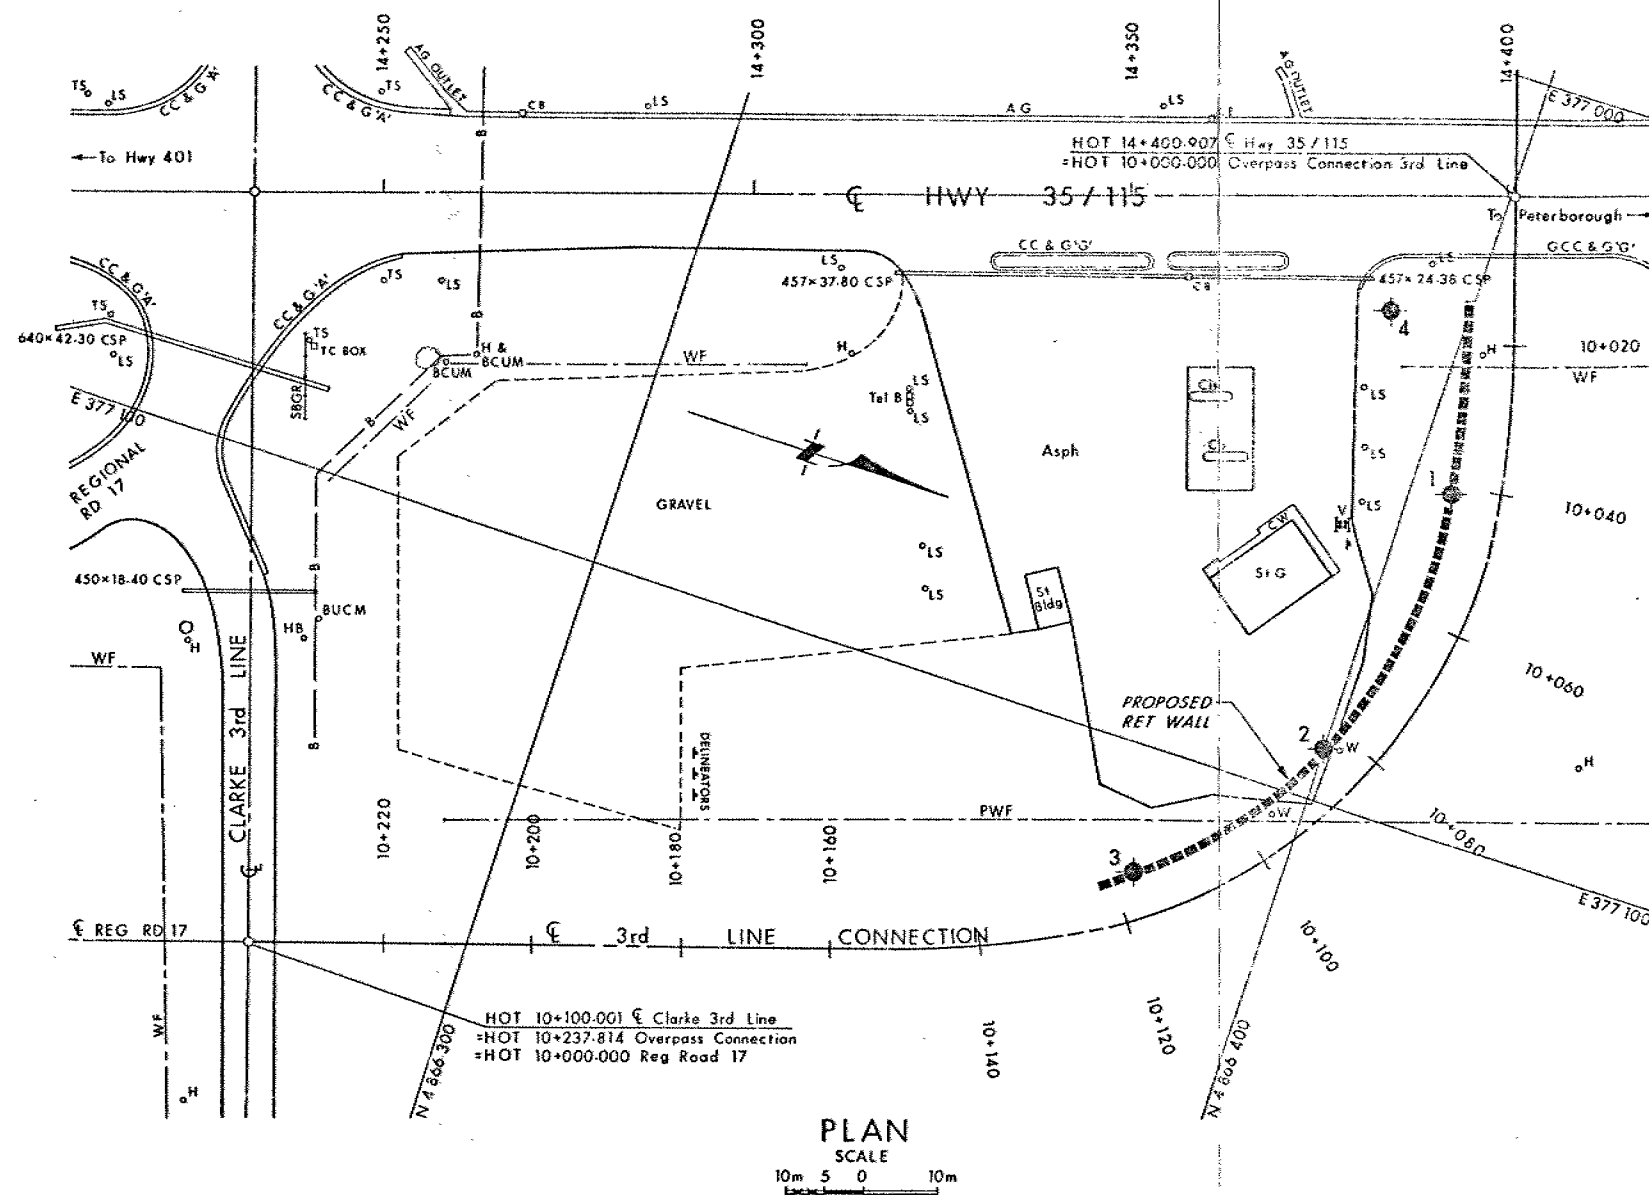 14+250
14+300
14+350
14+400
TS
LS
CC & G 'A'
CC & G 'A'
TS
AG OUTLET
CB
LS
AG
LS
AG OUTLET
E 377 000
To Hwy 401
HOT 14+400.907 ℄ Hwy 35/115
=HOT 10+000.000 Overpass Connection 3rd Line
℄ HWY 35/115
To Peterborough
CC & G'G'
GCC & G'G'
CC & G'A'
CC & G'A'
TS
LS
LS
457×37.80 CSP
CB
LS
457×24.38 CSP
TS
640×42.30 CSP
LS
TS
TC BOX
SBGR
B
B
H &
BCUM
BCUM
WF
H
4
10+020
H
WF
E 377 100
REGIONAL
RD 17
B
WF
LS
Tel B
LS
LS
LS
Asph
GRAVEL
1
10+040
LS
V
CW
St G
LS
LS
St
Bldg
450×18.40 CSP
B
BUCM
HB
H
WF
CLARKE 3rd LINE
℄
B
10+060
PROPOSED
RET WALL
2
W
H
DELINEATORS
PWF
W
10+080
10+220
10+200
10+180
10+160
3
E 377 100
℄ REG RD 17
℄ 3rd LINE CONNECTION
10+100
10+120
10+140
WF
HOT 10+100.001 ℄ Clarke 3rd Line
=HOT 10+237.814 Overpass Connection
=HOT 10+000.000 Reg Road 17
N 4 866 300
N 4 866 400
H
PLAN
SCALE
10m 5 0 10m